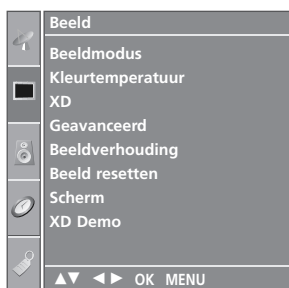 Beeld
Beeldmodus
Kleurtemperatuur
XD
Geavanceerd
Beeldverhouding
Beeld resetten
Scherm
XD Demo
▲▼ ◄► OK MENU